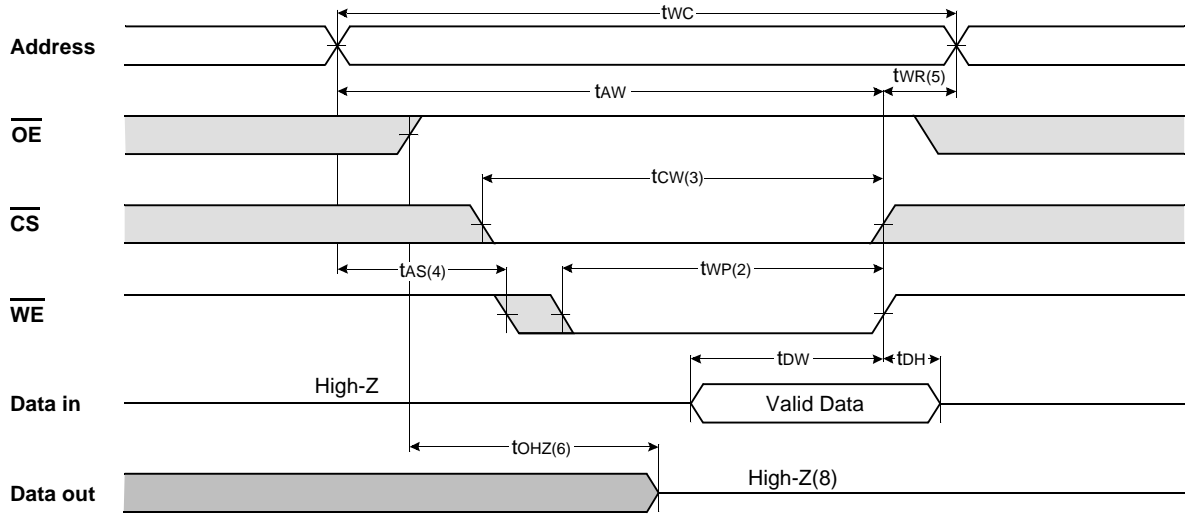 tWC
Address
tWR(5)
tAW
OE
tCW(3)
CS
tAS(4)
tWP(2)
WE
tDW
tDH
High-Z
Data in
Valid Data
tOHZ(6)
High-Z(8)
Data out